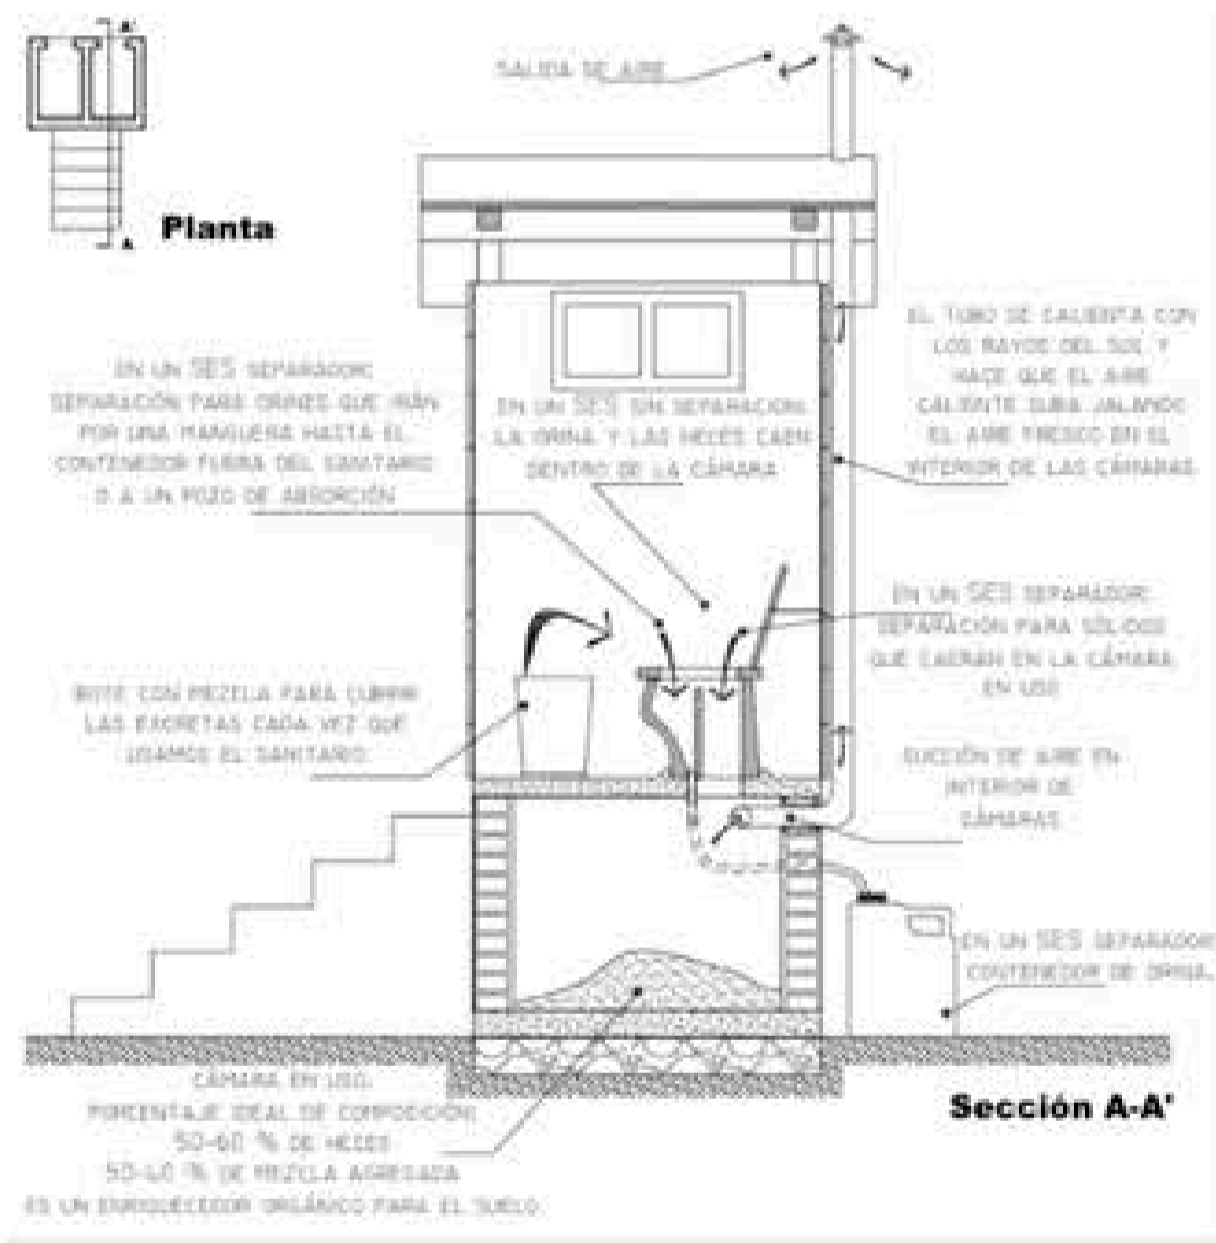 A
A
Planta
SALIDA DE AIRE
EL TUBO SE CALIENTA CON
LOS RAYOS DEL SOL Y
HACE QUE EL AIRE
CALIENTE SUBA JALANDO
EL AIRE FRESCO EN EL
INTERIOR DE LAS CÁMARAS
EN UN SES SEPARADOR:
SEPARACIÓN PARA ORINES QUE IRÁN
POR UNA MANGUERA HASTA EL
CONTENEDOR FUERA DEL SANITARIO
O A UN POZO DE ABSORCIÓN
EN UN SES SIN SEPARACION:
LA ORINA Y LAS HECES CAEN
DENTRO DE LA CÁMARA
EN UN SES SEPARADOR:
SEPARACIÓN PARA SÓLIDOS
QUE CAERAN EN LA CÁMARA
EN USO
BOTE CON MEZCLA PARA CUBRIR
LAS EXCRETAS CADA VEZ QUE
USAMOS EL SANITARIO
SUCCIÓN DE AIRE EN
INTERIOR DE
CÁMARAS
EN UN SES SEPARADOR:
CONTENEDOR DE ORINA
CÁMARA EN USO.
PORCENTAJE IDEAL DE COMPOSICIÓN:
50-60 % DE HECES
% DE MEZCLA AGREGADA
ES UN ENRIQUECEDOR ORGÁNICO PARA EL SUELO
Sección A-A'